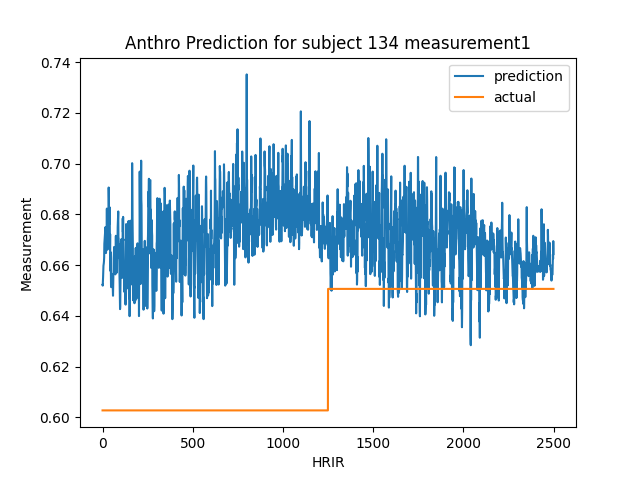 Anthro Prediction for subject 134 measurement1
prediction
actual
0.74
0.72
0.70
0.68
0.66
0.64
0.62
0.60
Measurement
0
500
1000
1500
2000
2500
HRIR